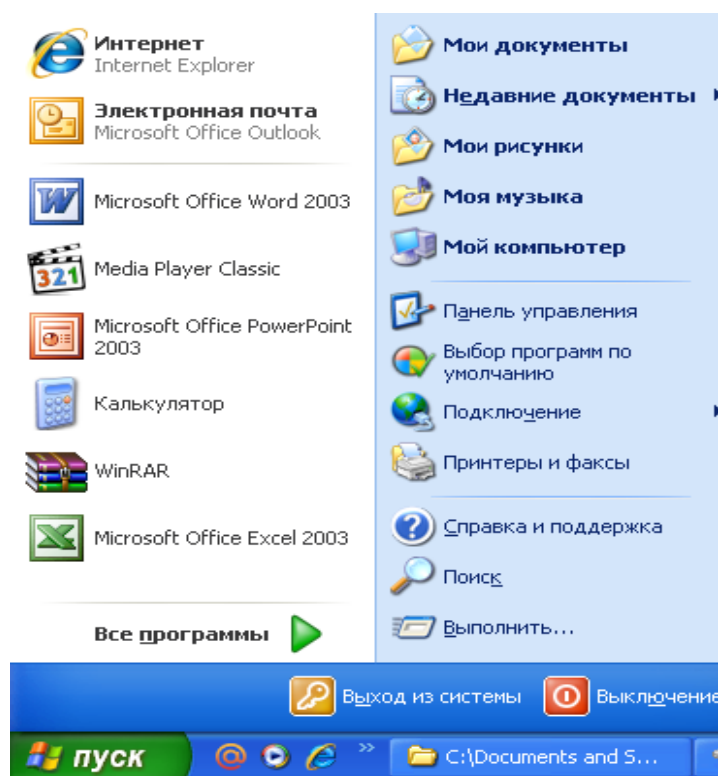 Интернет
Internet Explorer
Электронная почта
Microsoft Office Outlook
Microsoft Office Word 2003
321
Media Player Classic
Microsoft Office PowerPoint
2003
Калькулятор
WinRAR
Microsoft Office Excel 2003
Все программы
Мои документы
Недавние документы
Мои рисунки
Моя музыка
Мой компьютер
Панель управления
Выбор программ по
умолчанию
Подключение
Принтеры и факсы
Справка и поддержка
Поиск
Выполнить...
Выход из системы
Выключение
пуск
@
»
C:\Documents and S...